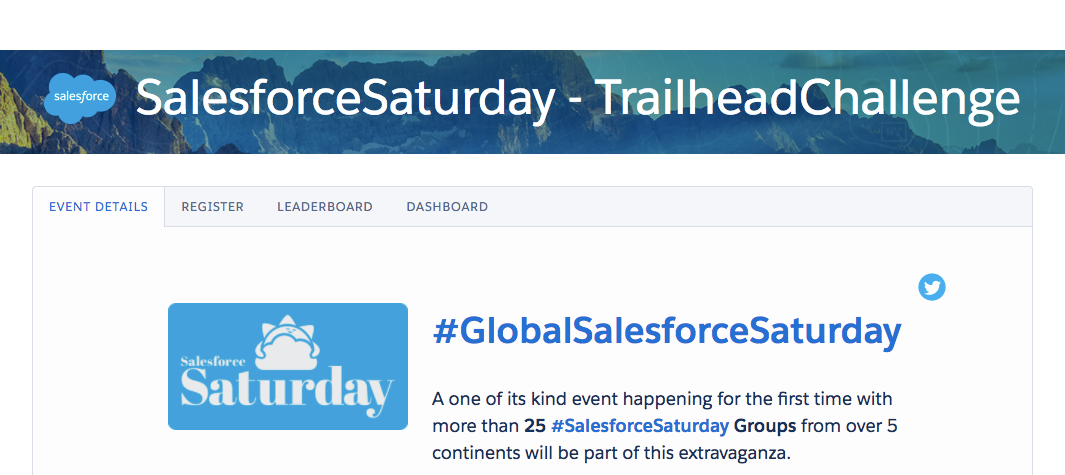 salesforce
SalesforceSaturday - TrailheadChallenge
EVENT DETAILS REGISTER LEADERBOARD DASHBOARD
Salesforce
Saturday
#GlobalSalesforceSaturday
A one of its kind event happening for the first time with
more than 25 #SalesforceSaturday Groups from over 5
continents will be part of this extravaganza.